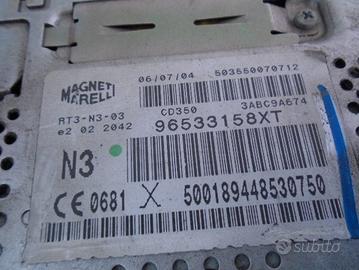 MAGNETI MARELLI
06/07/04 503550070712
RT3-N3-03
e2 02 2042
CD350 3ABC9A674
96533158XT
N3
CE 0681 X 500189448530750
subito